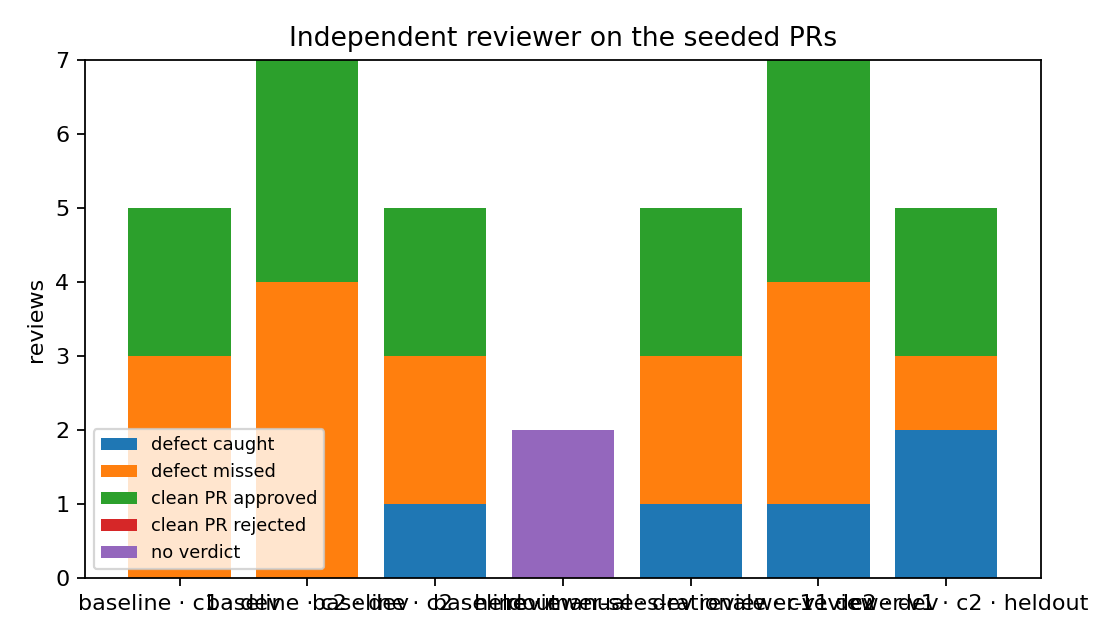 Independent reviewer on the seeded PRs
7
6
5
4
3
2
1
0
reviews
defect caught
defect missed
clean PR approved
clean PR rejected
no verdict
baseline · c1
c2 · heldout